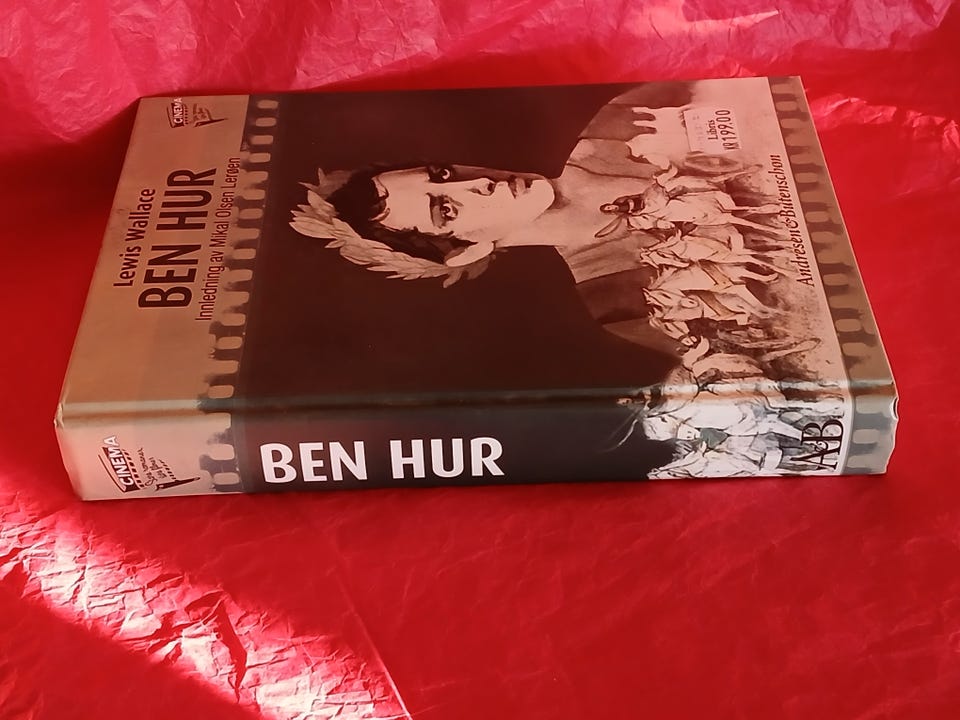 CINEMA
Lewis Wallace
BEN HUR
Innledning av Mikal Olsen Lerøen
Libris
KR 199.00
Andresen & Butenschøn
CINEMA
BEN HUR
A&B